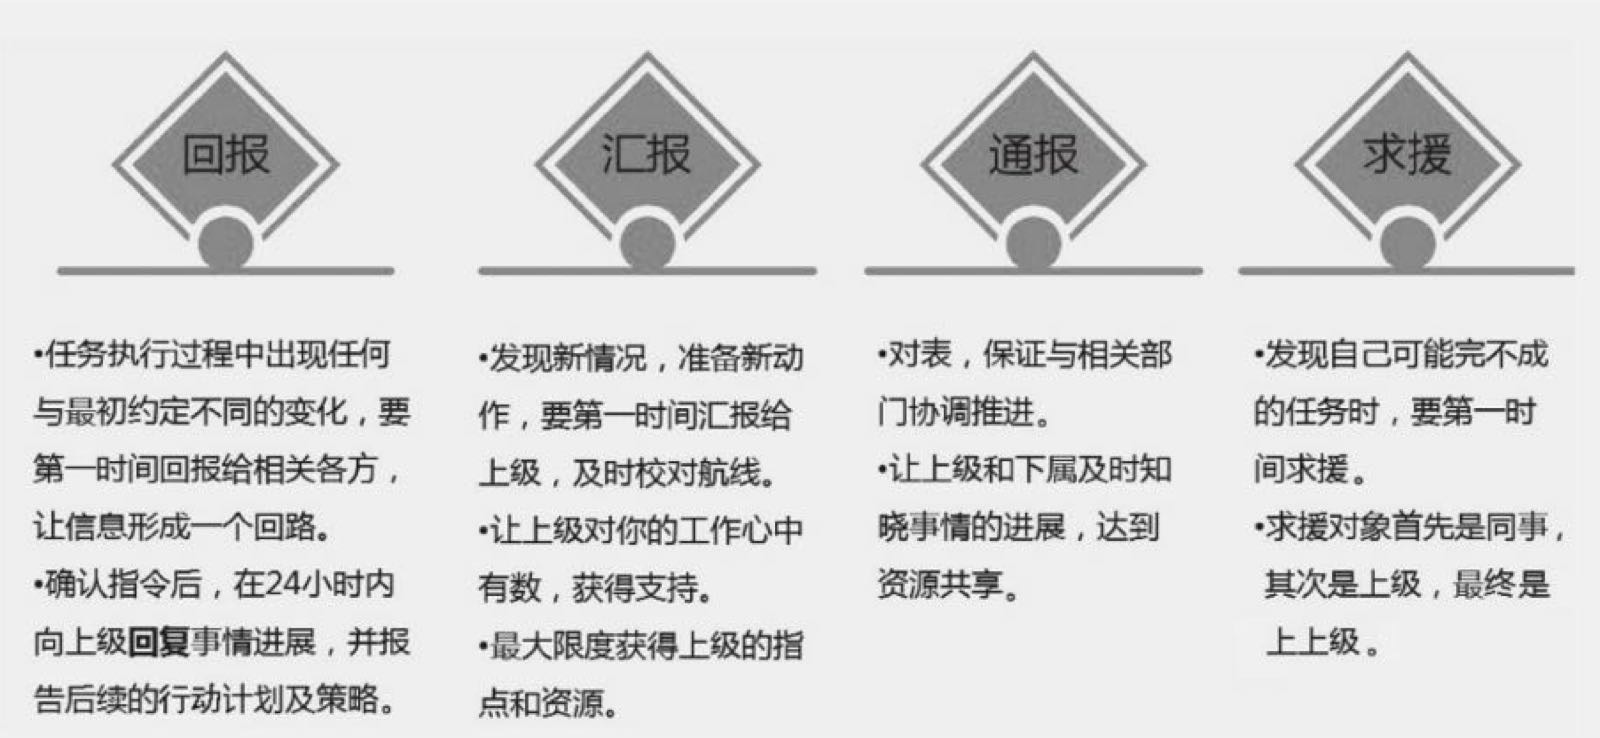 回报
•任务执行过程中出现任何
与最初约定不同的变化，要
第一时间回报给相关各方，
让信息形成一个回路。
•确认指令后，在24小时内
向上级回复事情进展，并报
告后续的行动计划及策略。
汇报
•发现新情况，准备新动
作，要第一时间汇报给
上级，及时校对航线。
•让上级对你的工作心中
有数，获得支持。
•最大限度获得上级的指
点和资源。
通报
•对表，保证与相关部
门协调推进。
•让上级和下属及时知
晓事情的进展，达到
资源共享。
求援
•发现自己可能完不成
的任务时，要第一时
间求援。
•求援对象首先是同事，
其次是上级，最终是
上上级。